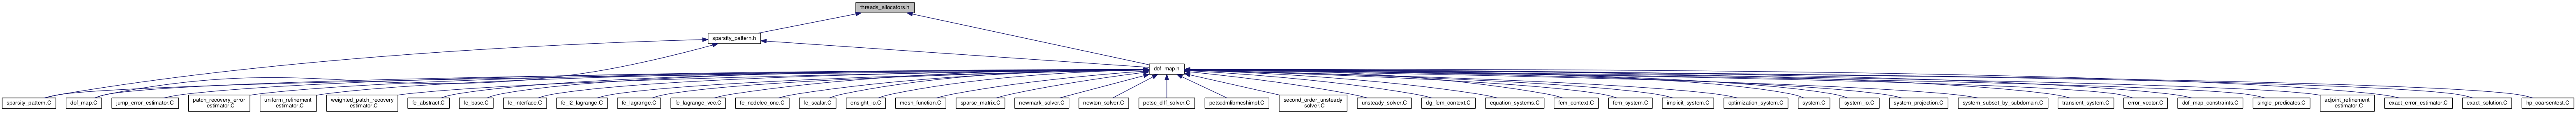 threads_allocators.h
sparsity_pattern.h
dof_map.h
sparsity_pattern.C
dof_map.C
jump_error_estimator.C
patch_recovery_error
_estimator.C
uniform_refinement
_estimator.C
weighted_patch_recovery
_estimator.C
fe_abstract.C
fe_base.C
fe_interface.C
fe_l2_lagrange.C
fe_lagrange.C
fe_lagrange_vec.C
fe_nedelec_one.C
fe_scalar.C
ensight_io.C
mesh_function.C
sparse_matrix.C
newmark_solver.C
newton_solver.C
petsc_diff_solver.C
petscdmlibmeshimpl.C
second_order_unsteady
_solver.C
unsteady_solver.C
dg_fem_context.C
equation_systems.C
fem_context.C
fem_system.C
implicit_system.C
optimization_system.C
system.C
system_io.C
system_projection.C
system_subset_by_subdomain.C
transient_system.C
error_vector.C
dof_map_constraints.C
single_predicates.C
adjoint_refinement
_estimator.C
exact_error_estimator.C
exact_solution.C
hp_coarsentest.C